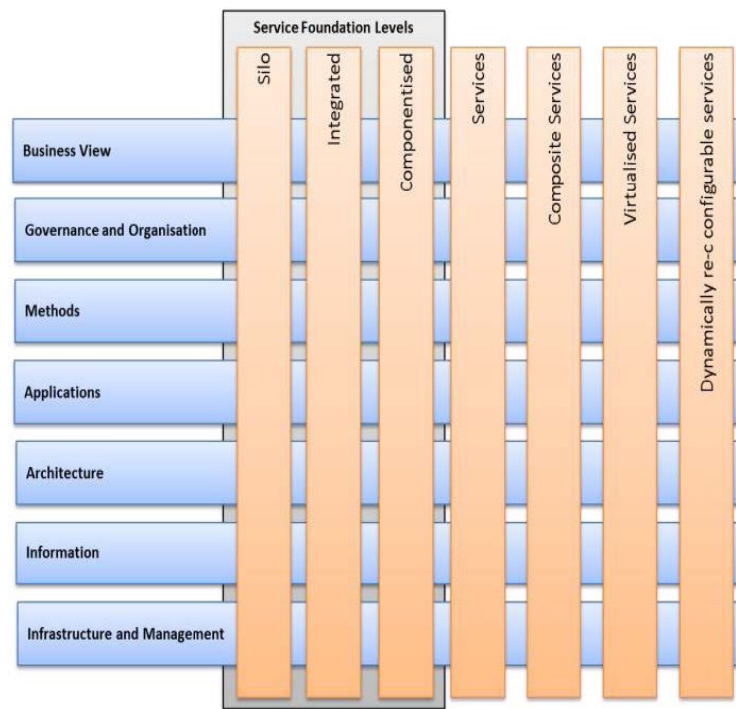 Service Foundation Levels
Silo
Integrated
Componentised
Services
Composite Services
Virtualised Services
Dynamically re-c configurable services
Business View
Governance and Organisation
Methods
Applications
Architecture
Information
Infrastructure and Management